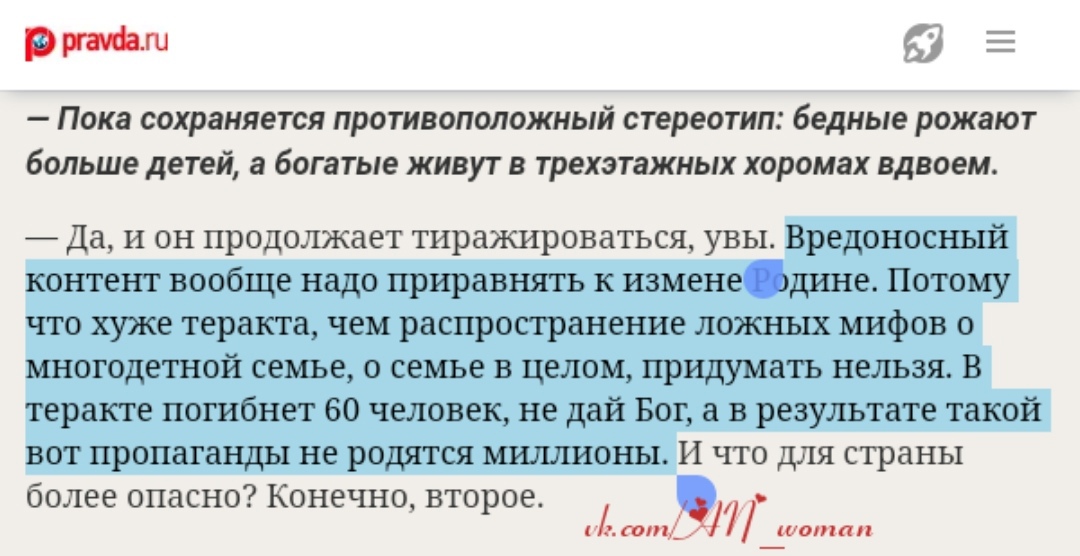 pravda.ru
— Пока сохраняется противоположный стереотип: бедные рожают
больше детей, а богатые живут в трехэтажных хоромах вдвоем.
— Да, и он продолжает тиражироваться, увы. Вредоносный
контент вообще надо приравнять к измене Родине. Потому
что хуже теракта, чем распространение ложных мифов о
многодетной семье, о семье в целом, придумать нельзя. В
теракте погибнет 60 человек, не дай Бог, а в результате такой
вот пропаганды не родятся миллионы. И что для страны
более опасно? Конечно, второе.
vk.com/AN_woman